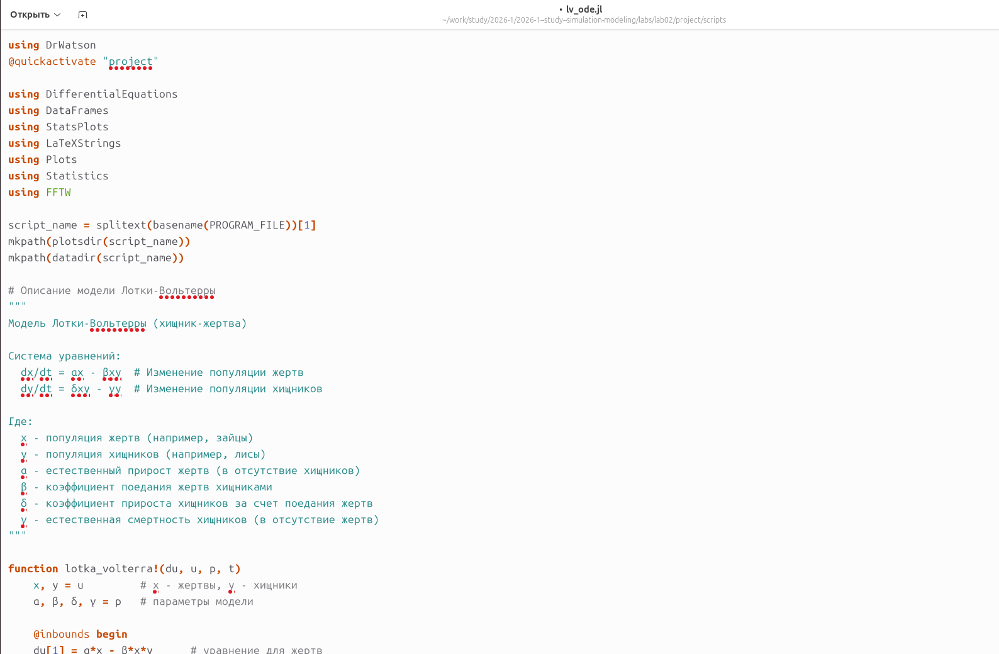 Открыть
• lv_ode.jl
~/work/study/2026-1/2026-1--study--simulation-modeling/labs/lab02/project/scripts
using DrWatson
@quickactivate "project"
using DifferentialEquations
using DataFrames
using StatsPlots
using LaTeXStrings
using Plots
using Statistics
using FFTW
script_name = splitext(basename(PROGRAM_FILE))[1]
mkpath(plotsdir(script_name))
mkpath(datadir(script_name))
# Описание модели Лотки-Вольтерры
"""
Модель Лотки-Вольтерры (хищник-жертва)
Система уравнений:
dx/dt = αx - βxy  # Изменение популяции жертв
dy/dt = δxy - γy  # Изменение популяции хищников
Где:
x - популяция жертв (например, зайцы)
y - популяция хищников (например, лисы)
α - естественный прирост жертв (в отсутствие хищников)
β - коэффициент поедания жертв хищниками
δ - коэффициент прироста хищников за счет поедания жертв
γ - естественная смертность хищников (в отсутствие жертв)
"""
function lotka_volterra!(du, u, p, t)
x, y = u         # x - жертвы, y - хищники
α, β, δ, γ = p   # параметры модели
@inbounds begin
du[1] = α*x - β*x*y      # уравнение для жертв